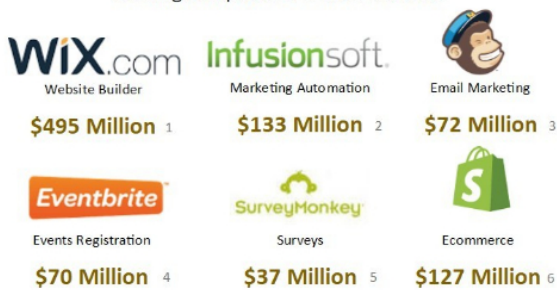 WiX.com Infusionsoft.
Website Builder Marketing Automation Email Marketing
$495 Million 1 $133 Million 2 $72 Million 3
Eventbrite SurveyMonkey S
Events Registration Surveys Ecommerce
$70 Million 4 $37 Million 5 $127 Million 6